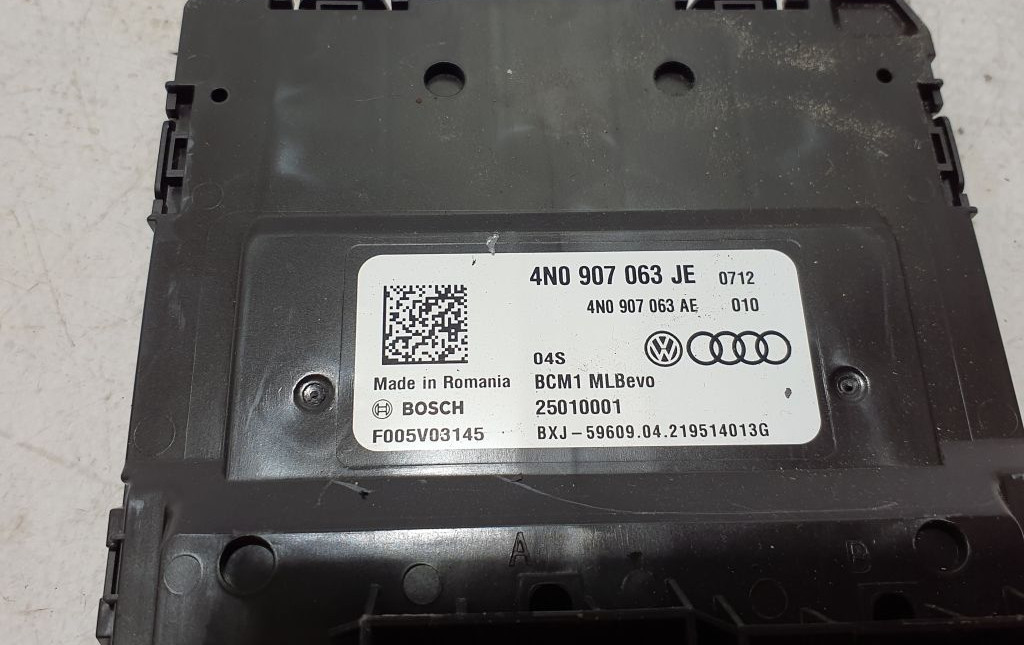 4N0 907 063 JE 0712
4N0 907 063 AE 010
04S
Made in Romania BCM1 MLBevo
BOSCH 25010001
F005V03145 BXJ-59609.04.219514013G
A B